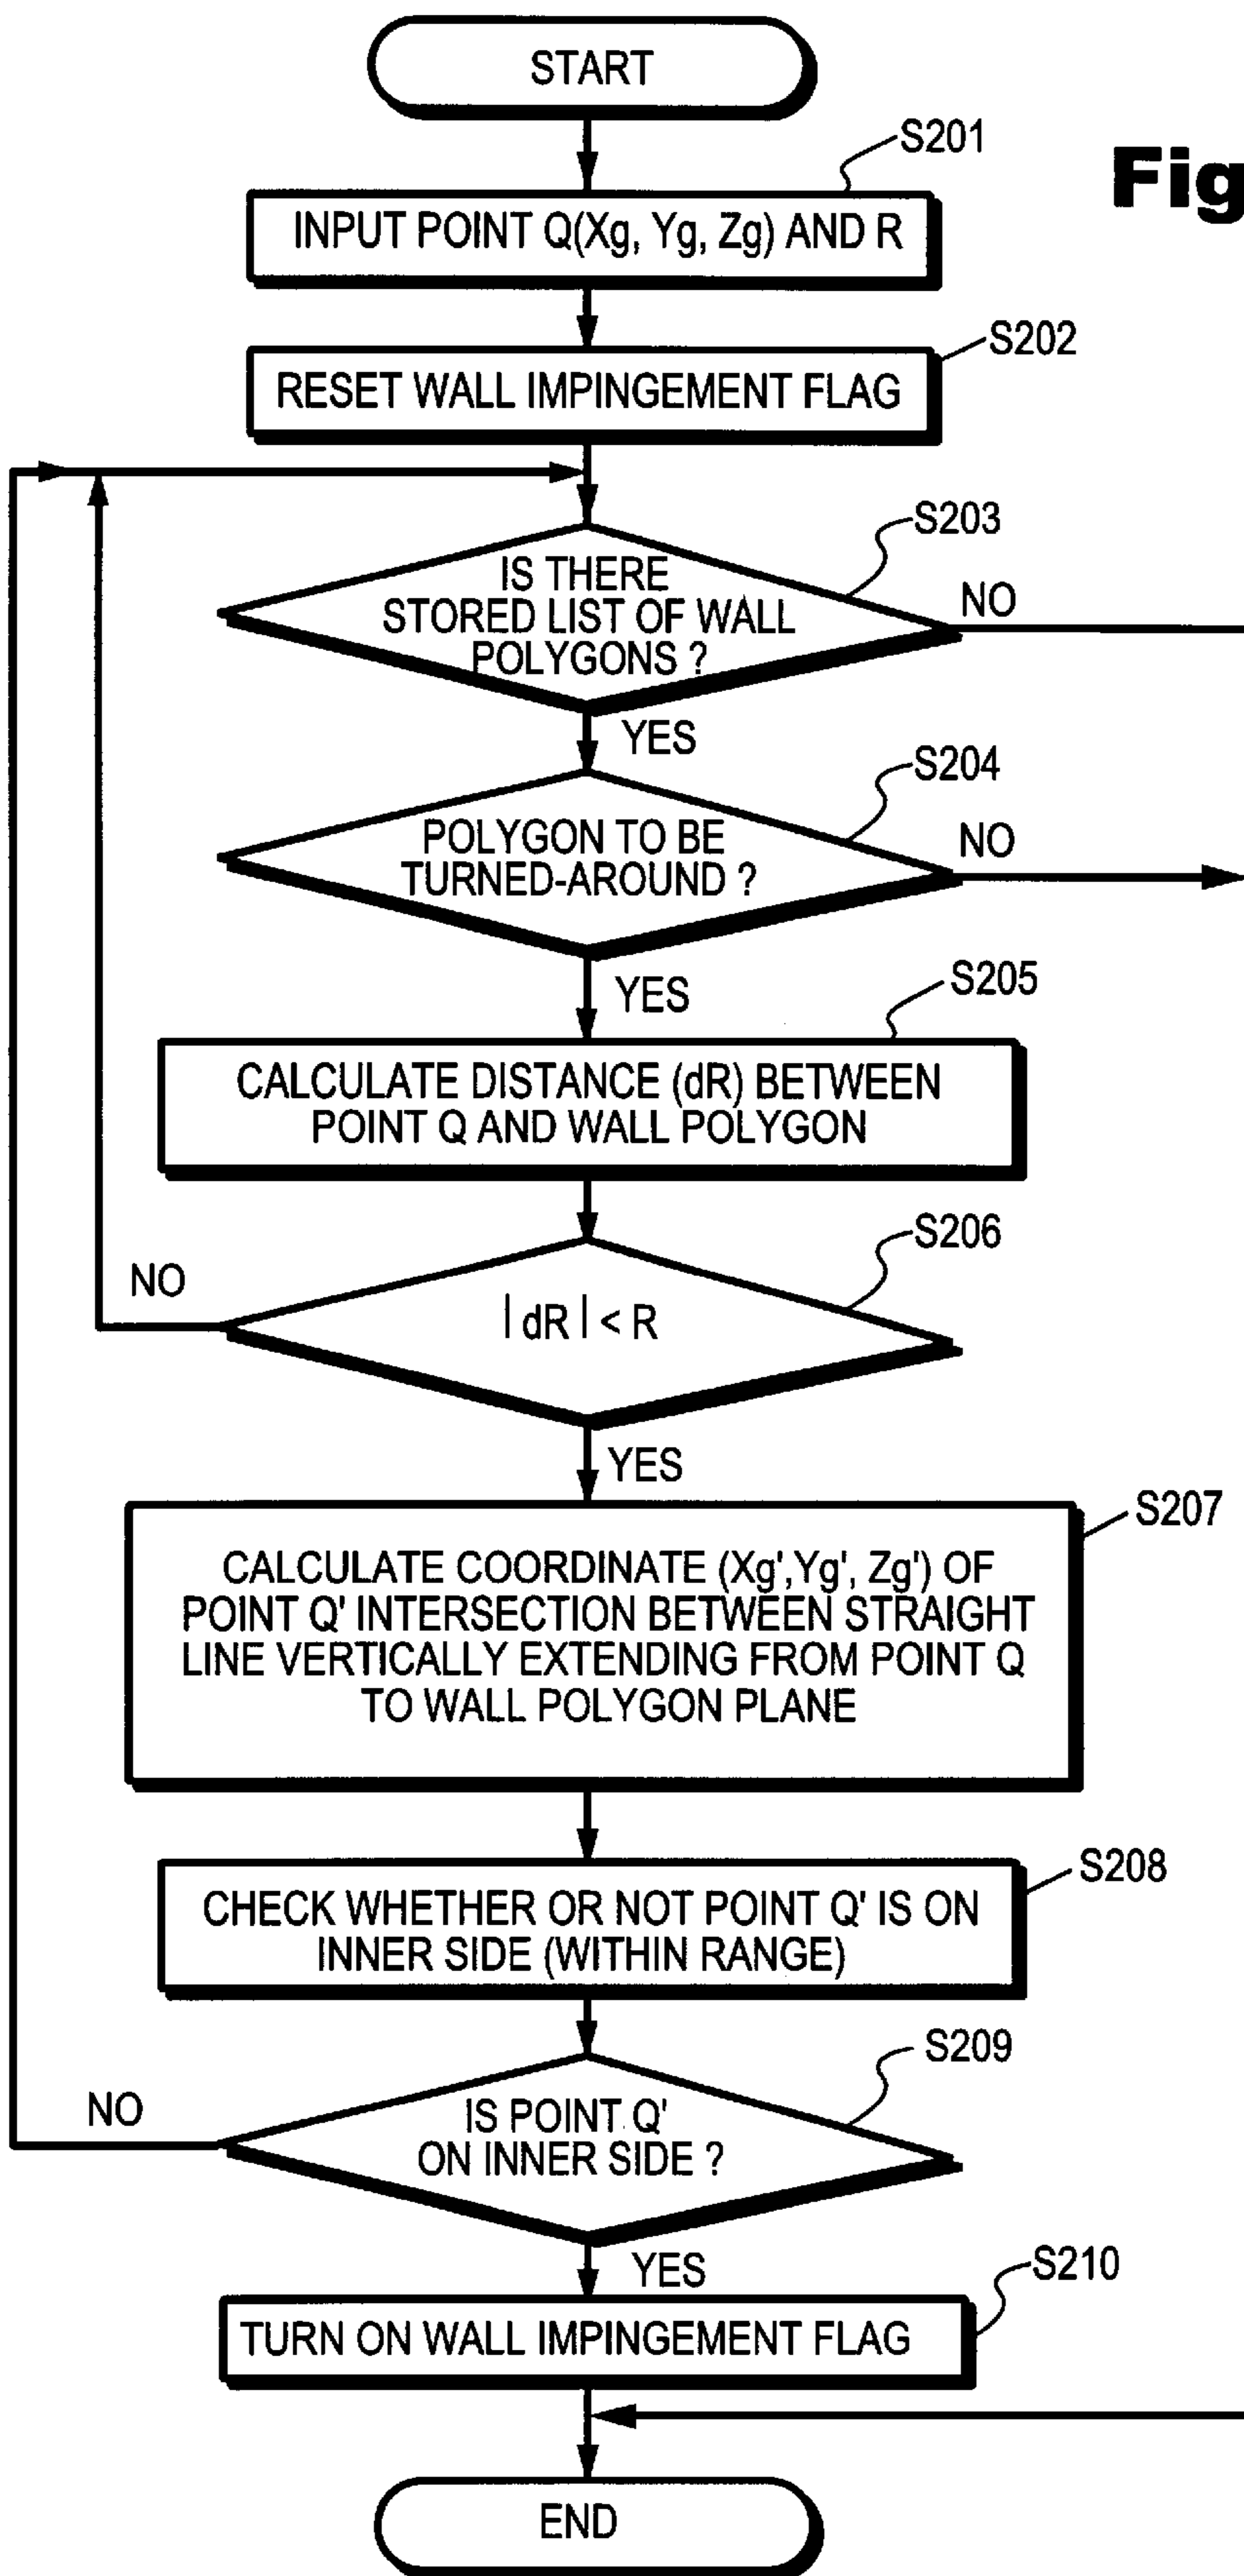 START
S201
Fig
INPUT POINT Q(Xg, Yg, Zg) AND R
S202
RESET WALL IMPINGEMENT FLAG
S203
IS THERE
STORED LIST OF WALL
POLYGONS ?
NO
YES
S204
POLYGON TO BE
TURNED-AROUND ?
NO
YES
S205
CALCULATE DISTANCE (dR) BETWEEN
POINT Q AND WALL POLYGON
S206
NO
| dR | < R
YES
S207
CALCULATE COORDINATE (Xg',Yg', Zg') OF
POINT Q' INTERSECTION BETWEEN STRAIGHT
LINE VERTICALLY EXTENDING FROM POINT Q
TO WALL POLYGON PLANE
S208
CHECK WHETHER OR NOT POINT Q' IS ON
INNER SIDE (WITHIN RANGE)
S209
NO
IS POINT Q'
ON INNER SIDE ?
YES
S210
TURN ON WALL IMPINGEMENT FLAG
END